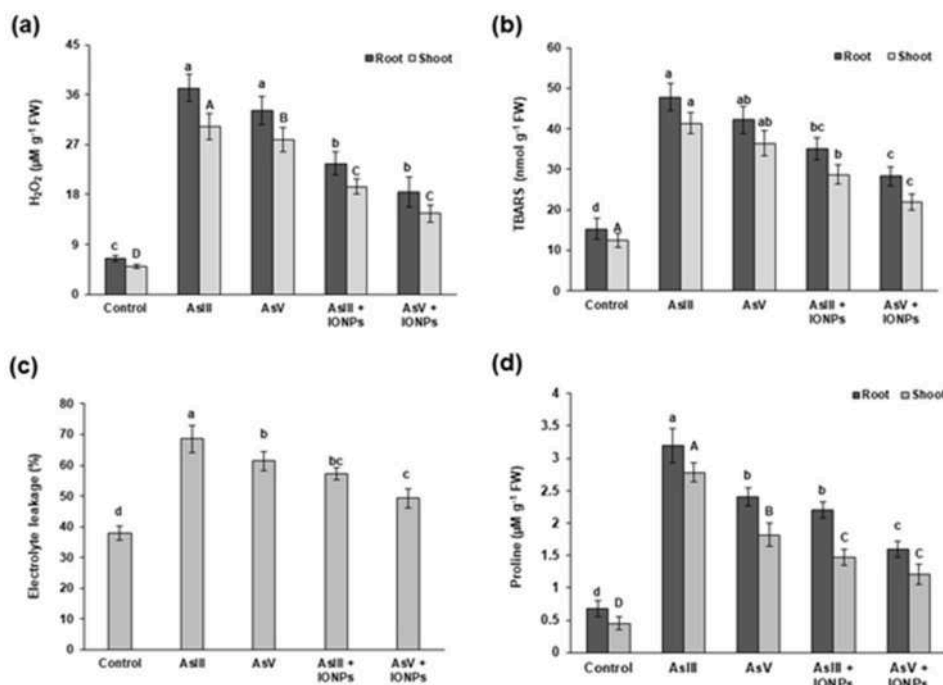 (a)
45
36
27
18
9
0
H₂O₂ (µM g⁻¹ FW)
Root Shoot
c D
a A
a B
b C
b C
Control AsIII AsV AsIII + IONPs AsV + IONPs
(b)
60
50
40
30
20
10
0
TBARS (nmol g⁻¹ FW)
Root Shoot
d A
a a
ab ab
bc b
c c
Control AsIII AsV AsIII + IONPs AsV + IONPs
(c)
80
70
60
50
40
30
20
10
0
Electrolyte leakage (%)
d
a
b
bc
c
Control AsIII AsV AsIII + IONPs AsV + IONPs
(d)
4
3.5
3
2.5
2
1.5
1
0.5
0
Proline (µM g⁻¹ FW)
Root Shoot
d D
a A
b B
b C
c C
Control AsIII AsV AsIII + IONPs AsV + IONPs